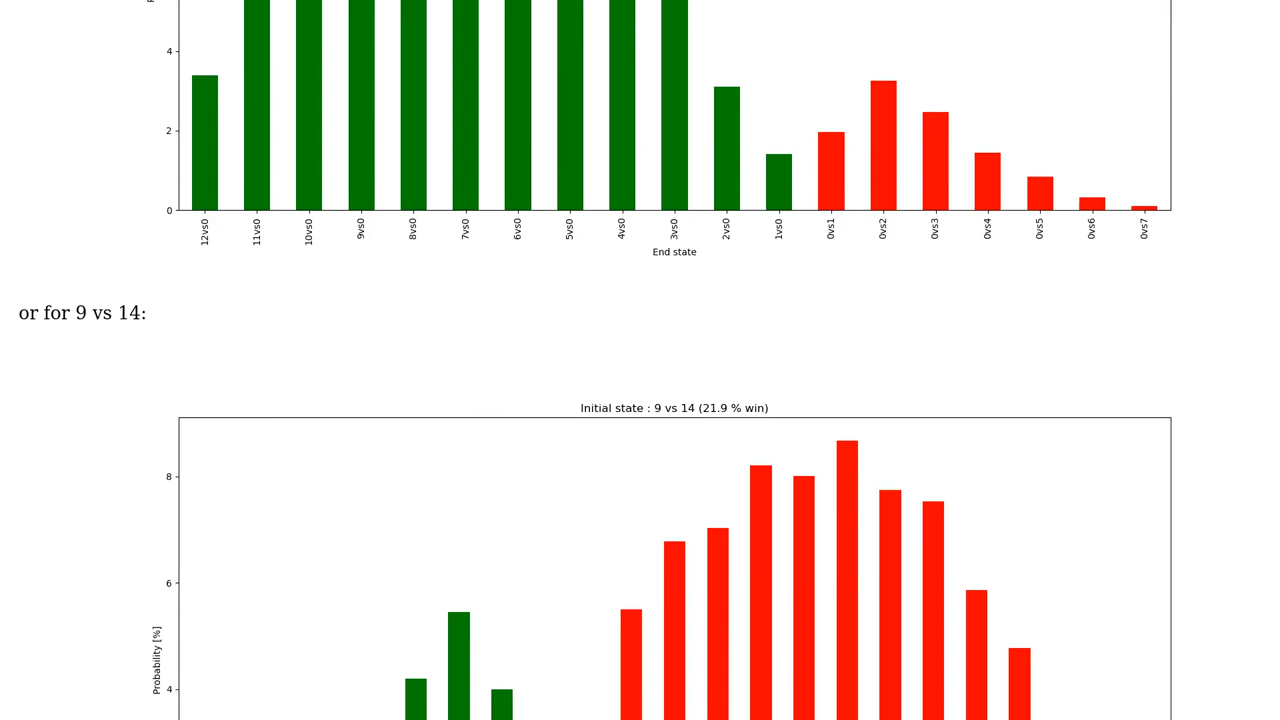 4
2
0
12vs0
11vs0
10vs0
9vs0
8vs0
7vs0
6vs0
5vs0
4vs0
3vs0
2vs0
1vs0
0vs1
0vs2
0vs3
0vs4
0vs5
0vs6
0vs7
End state
or for 9 vs 14:
Initial state : 9 vs 14 (21.9 % win)
8
6
4
Probability [%]